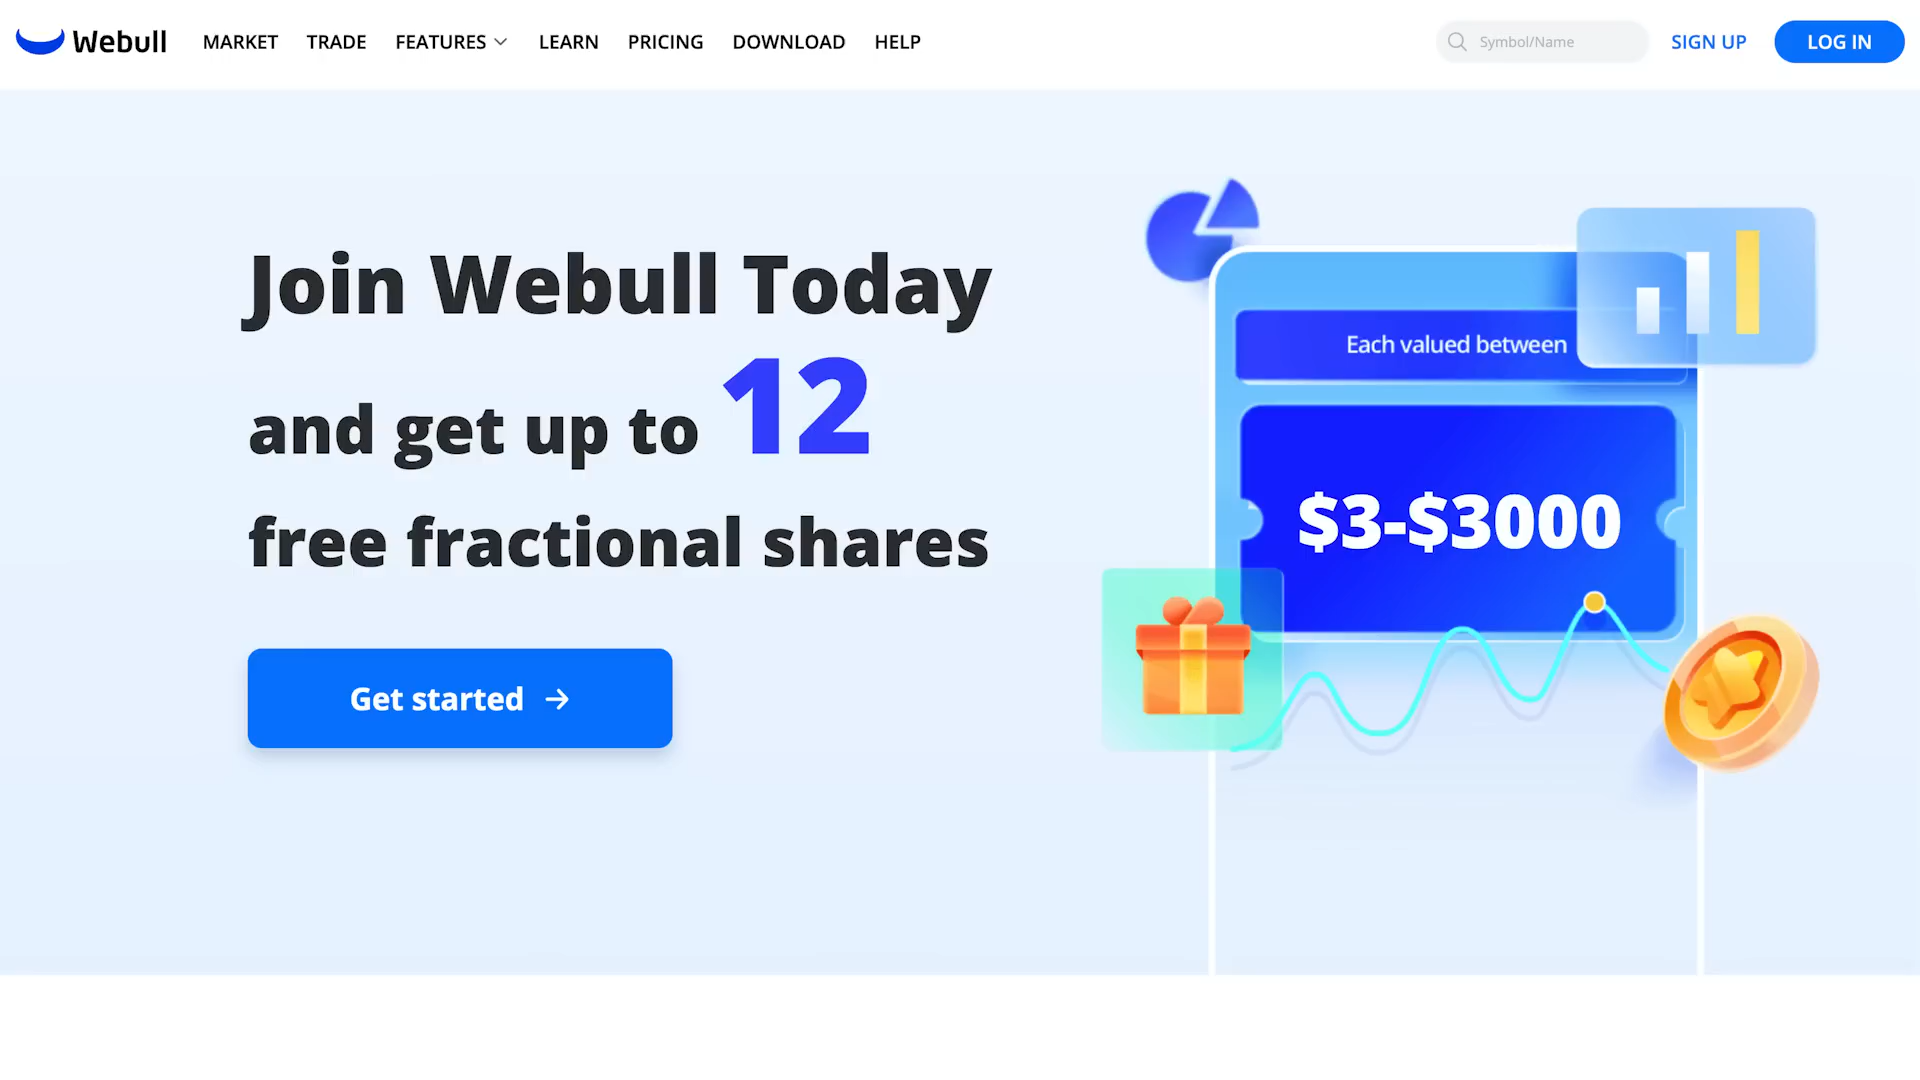 Webull MARKET TRADE FEATURES LEARN PRICING DOWNLOAD HELP Symbol/Name SIGN UP LOG IN
Join Webull Today
and get up to 12
free fractional shares
Get started
Each valued between
$3-$3000